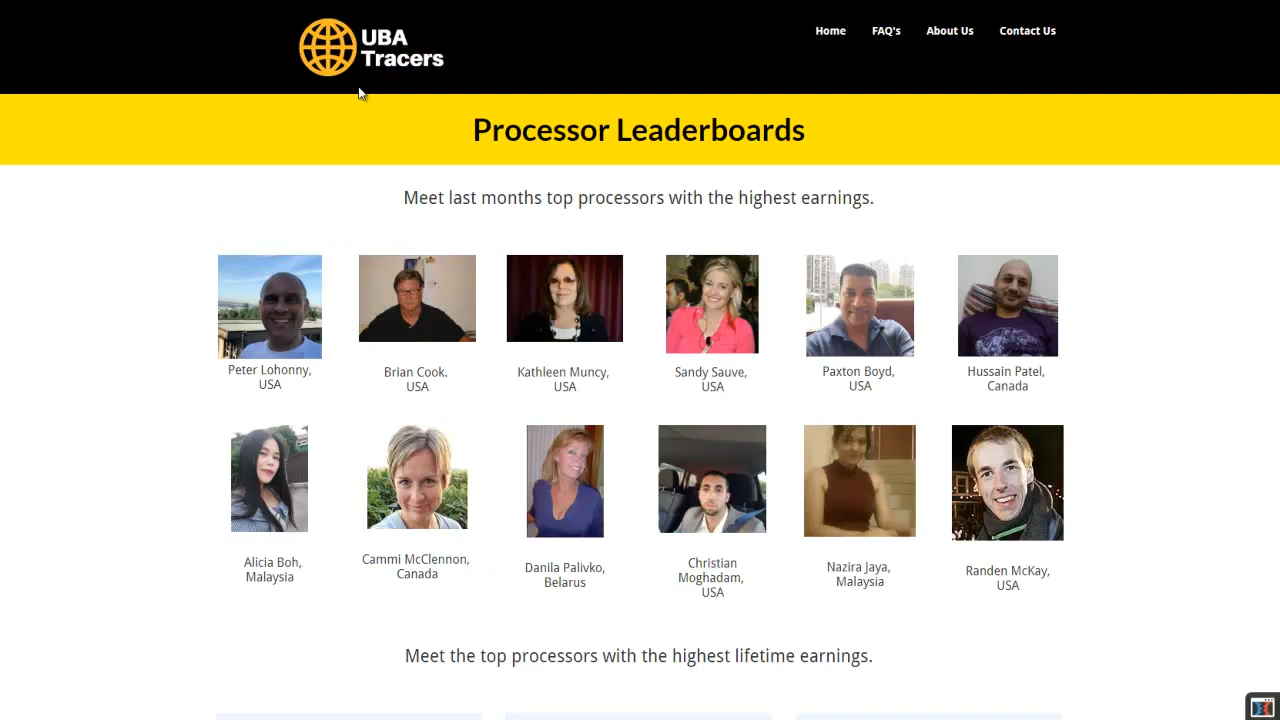 UBA
Tracers
Home
FAQ's
About Us
Contact Us
Processor Leaderboards
Meet last months top processors with the highest earnings.
Peter Lohonny,
USA
Brian Cook.
USA
Kathleen Muncy,
USA
Sandy Sauve,
USA
Paxton Boyd,
USA
Hussain Patel,
Canada
Alicia Boh,
Malaysia
Cammi McClennon,
Canada
Danila Palivko,
Belarus
Christian
Moghadam,
USA
Nazira Jaya,
Malaysia
Randen McKay,
USA
Meet the top processors with the highest lifetime earnings.